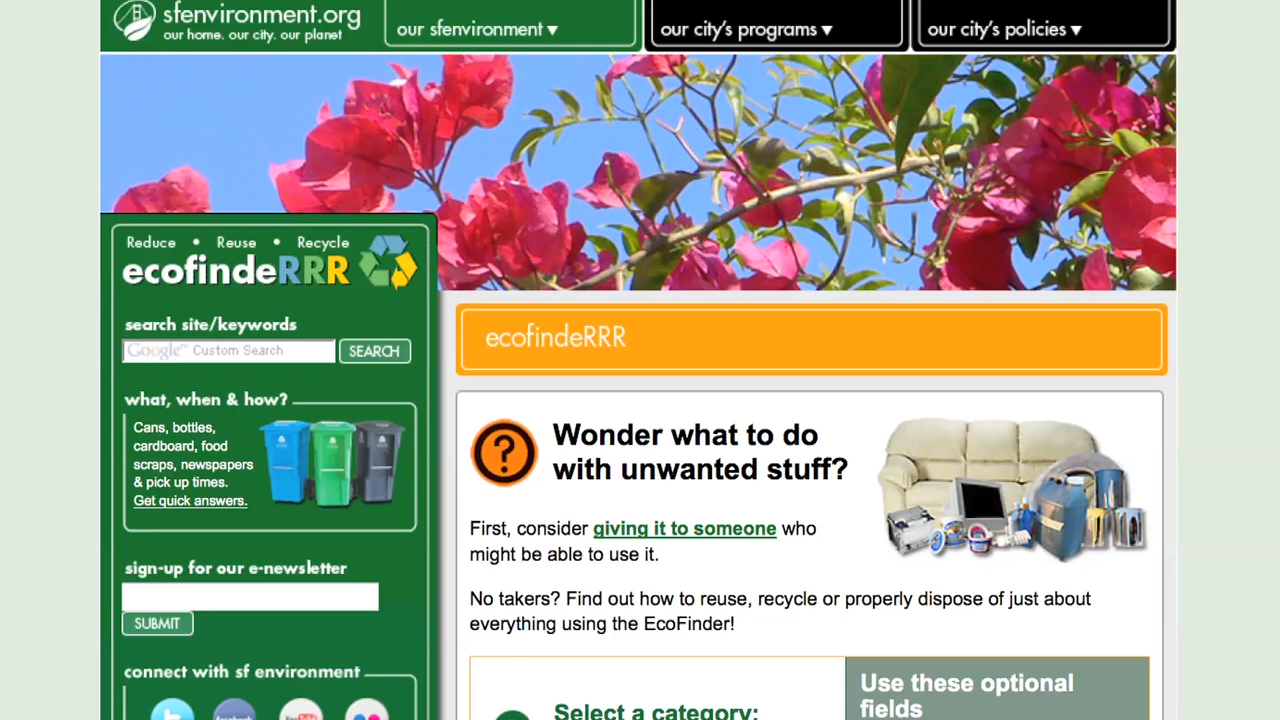 sfenvironment.org
our home. our city. our planet
our sfenvironment ▾
our city's programs ▾
our city's policies ▾
Reduce • Reuse • Recycle
ecofindeRRR
search site/keywords
Google™ Custom Search
SEARCH
what, when & how?
Cans, bottles,
cardboard, food
scraps, newspapers
& pick up times.
Get quick answers.
sign-up for our e-newsletter
SUBMIT
connect with sf environment
facebook
You Tube
ecofindeRRR
?
Wonder what to do
with unwanted stuff?
First, consider giving it to someone who
might be able to use it.
No takers? Find out how to reuse, recycle or properly dispose of just about
everything using the EcoFinder!
Select a category:
Use these optional
fields